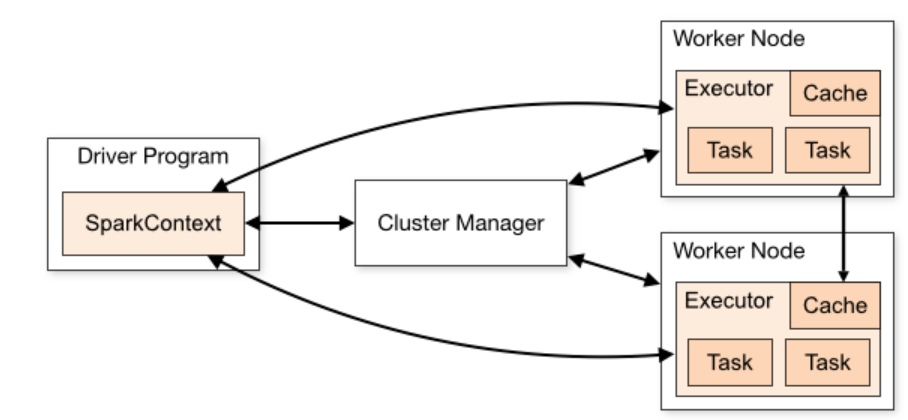 Driver Program
SparkContext
Cluster Manager
Worker Node
Executor
Cache
Task
Task
Worker Node
Executor
Cache
Task
Task